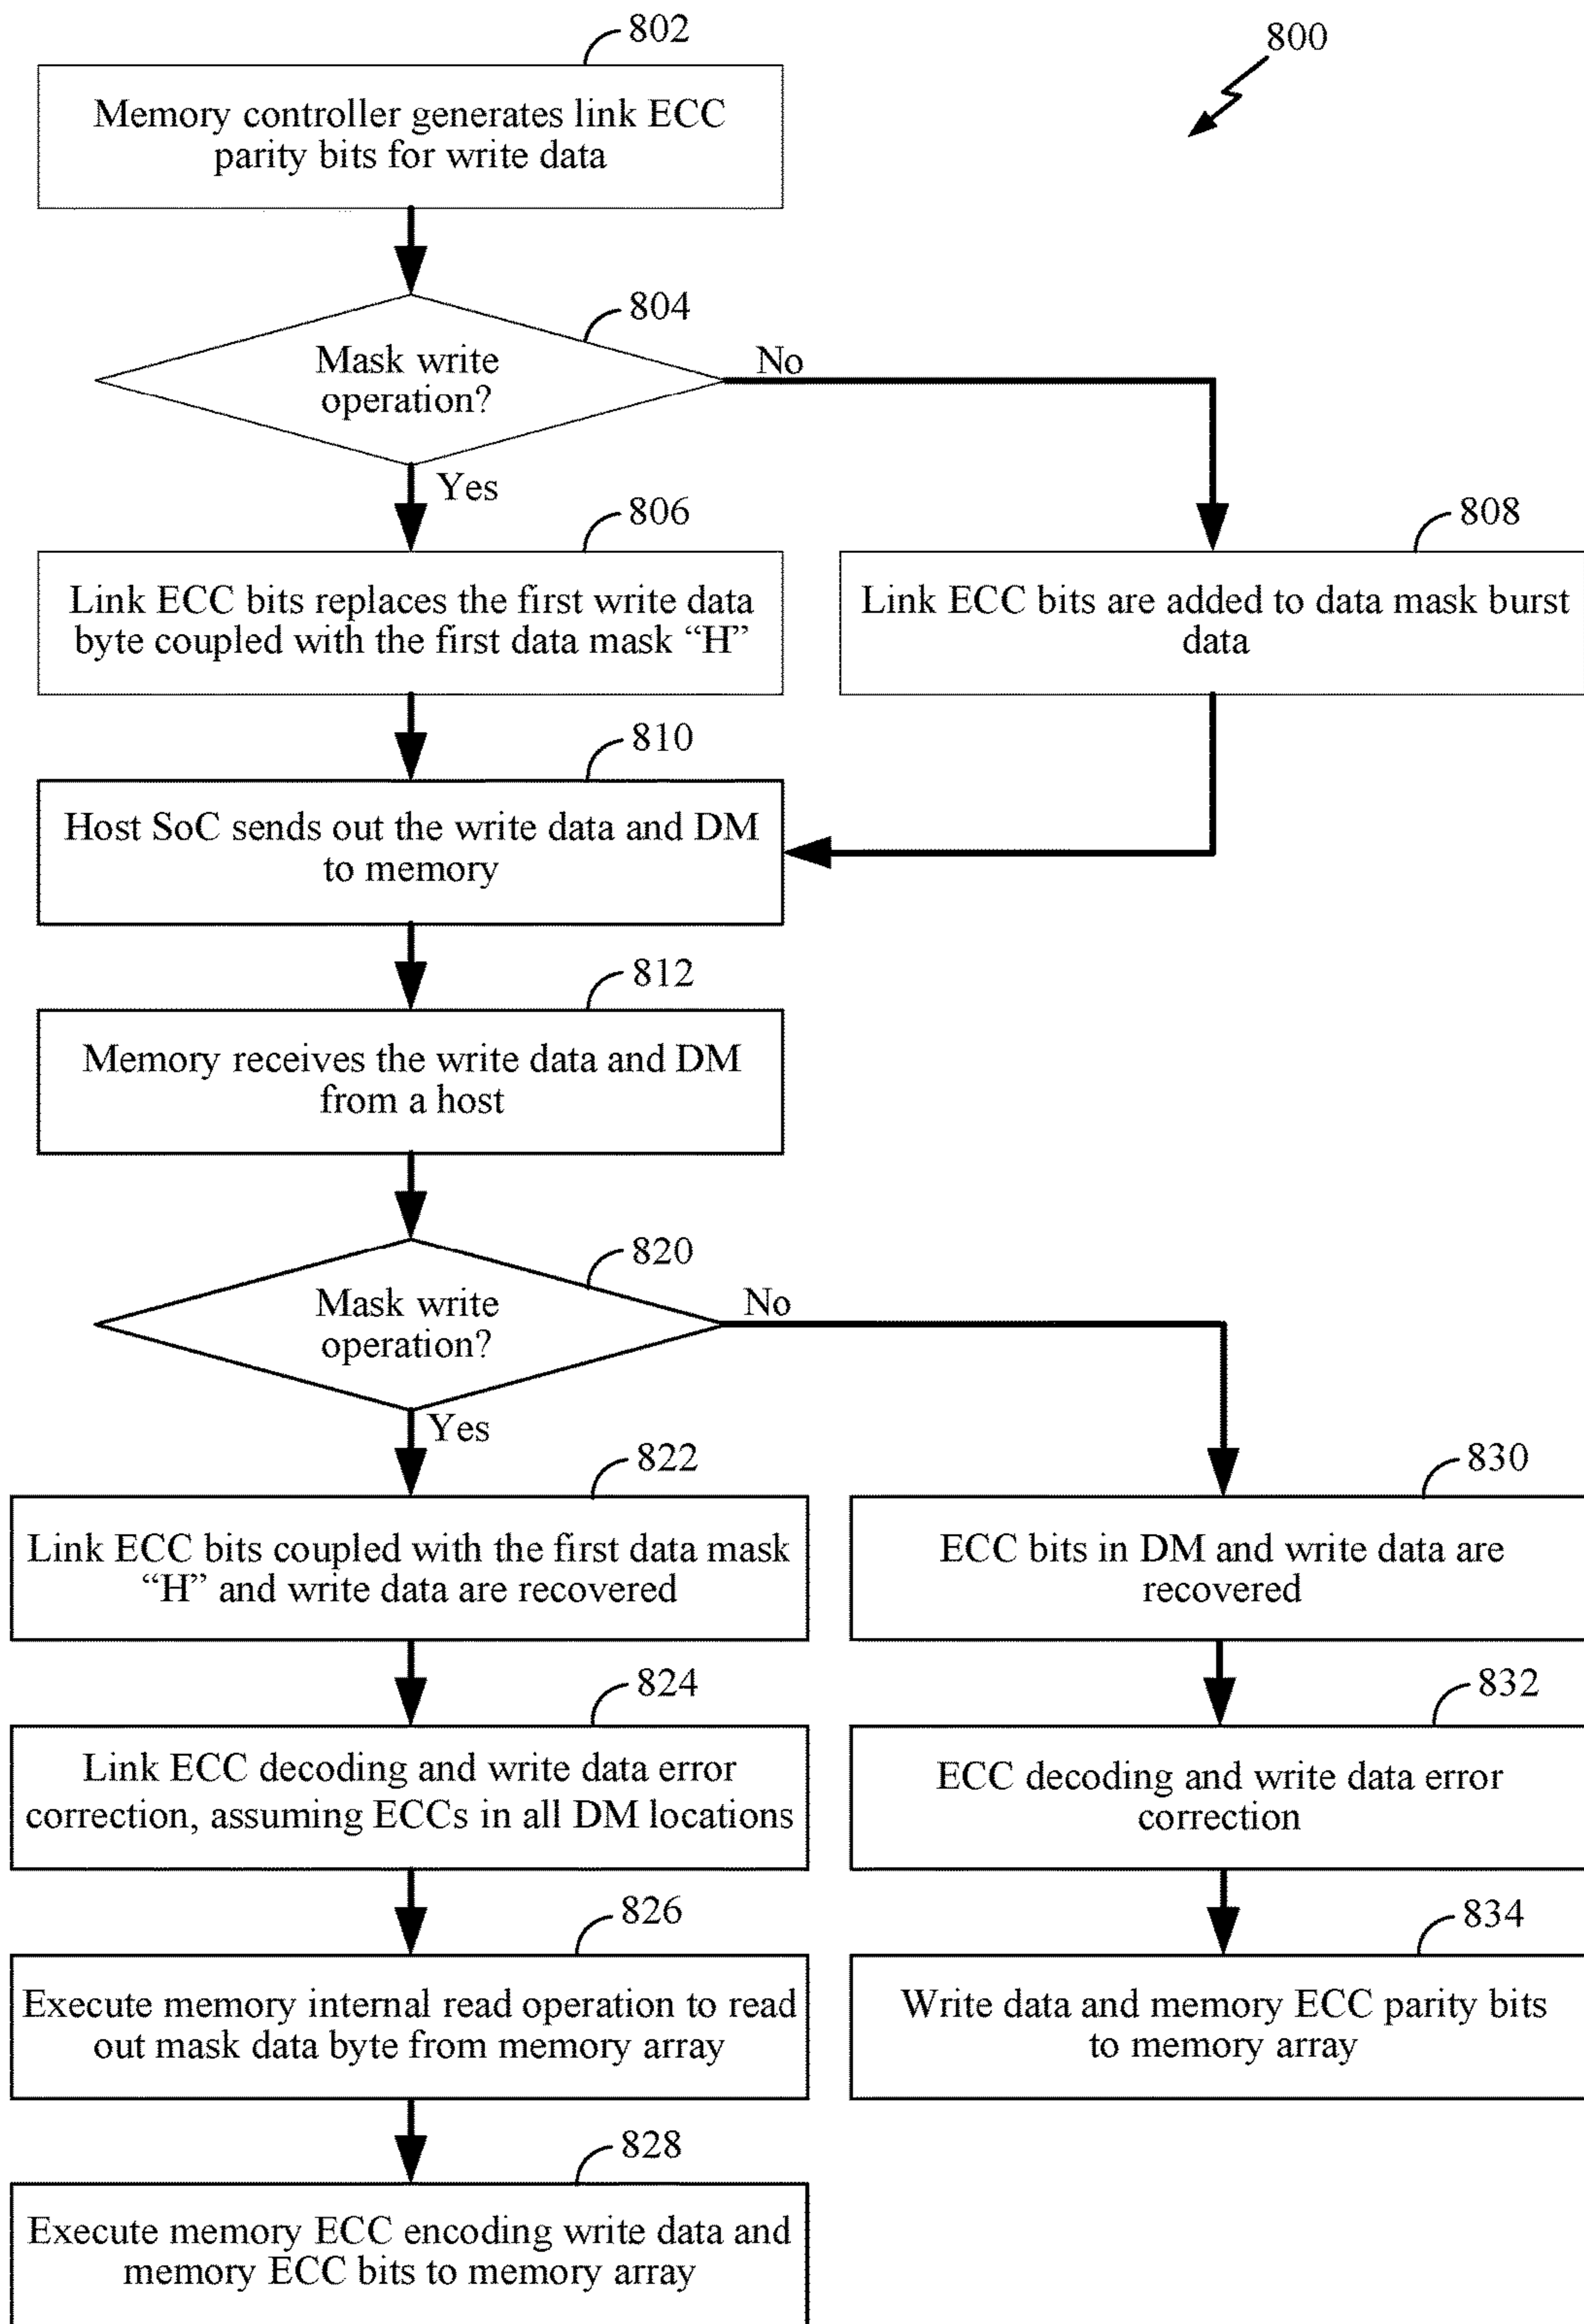 802
800
Memory controller generates link ECC
parity bits for write data
804
Mask write
operation?
No
Yes
806
808
Link ECC bits replaces the first write data
byte coupled with the first data mask “H”
Link ECC bits are added to data mask burst
data
810
Host SoC sends out the write data and DM
to memory
812
Memory receives the write data and DM
from a host
820
Mask write
operation?
No
Yes
822
830
Link ECC bits coupled with the first data mask
“H” and write data are recovered
ECC bits in DM and write data are
recovered
824
832
Link ECC decoding and write data error
correction, assuming ECCs in all DM locations
ECC decoding and write data error
correction
826
834
Execute memory internal read operation to read
out mask data byte from memory array
Write data and memory ECC parity bits
to memory array
828
Execute memory ECC encoding write data and
memory ECC bits to memory array